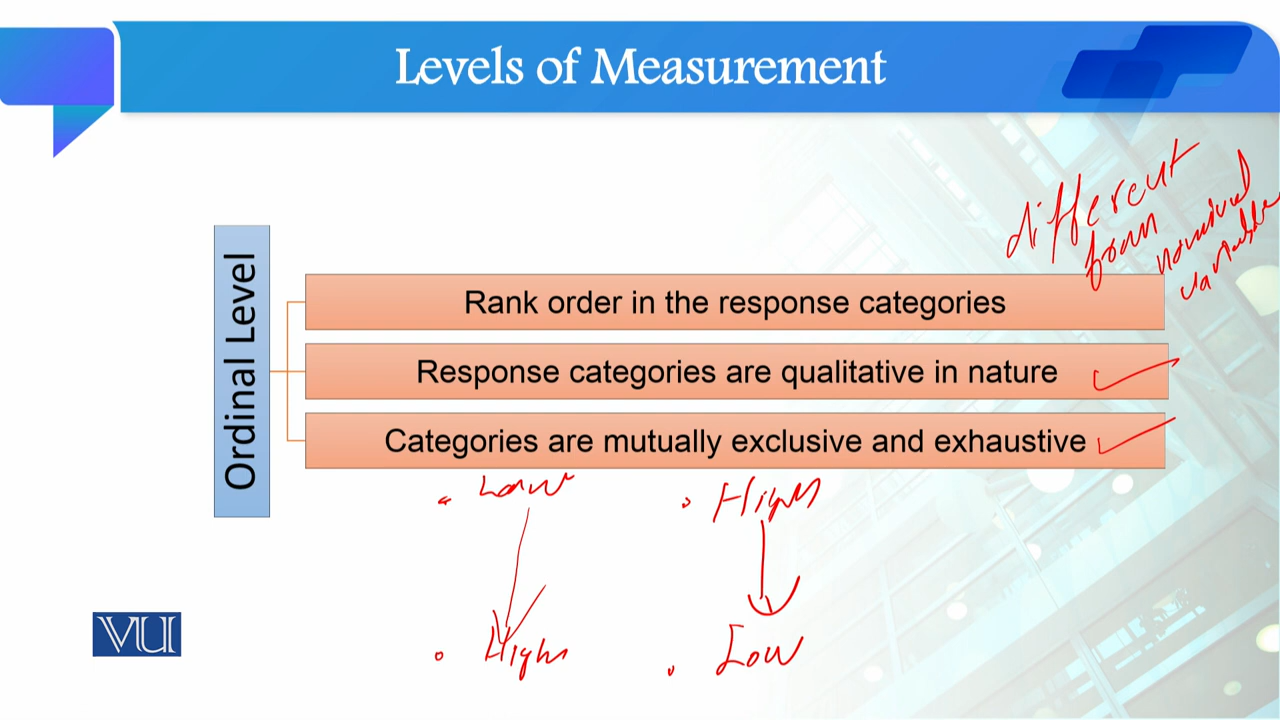 Levels of Measurement
different
from
nominal
variable
Ordinal Level
Rank order in the response categories
Response categories are qualitative in nature
Categories are mutually exclusive and exhaustive
Low
High
High
Low
VU